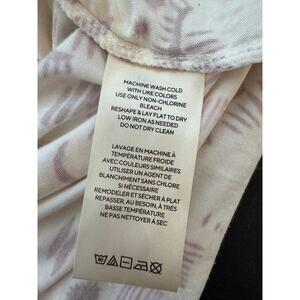 MACHINE WASH COLD
WITH LIKE COLORS
USE ONLY NON-CHLORINE
BLEACH
RESHAPE & LAY FLAT TO DRY
LOW IRON AS NEEDED
DO NOT DRY CLEAN
LAVAGE EN MACHINE À
TEMPÉRATURE FROIDE
AVEC COULEURS SIMILAIRES
UTILISER UN AGENT DE
BLANCHIMENT SANS CHLORE
SI NÉCESSAIRE
REMODELER ET SÉCHER À PLAT
REPASSER, AU BESOIN, À TRÈS
BASSE TEMPÉRATURE
NE PAS NETTOYER À SEC